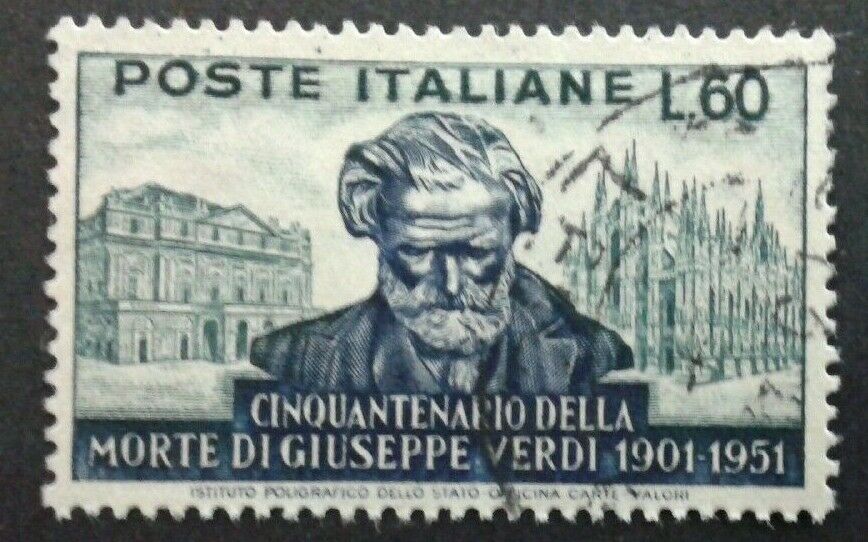 POSTE ITALIANE L.60
CINQUANTENARIO DELLA
MORTE DI GIUSEPPE VERDI 1901-1951
ISTITUTO POLIGRAFICO DELLO STATO OFFICINA CARTE VALORI